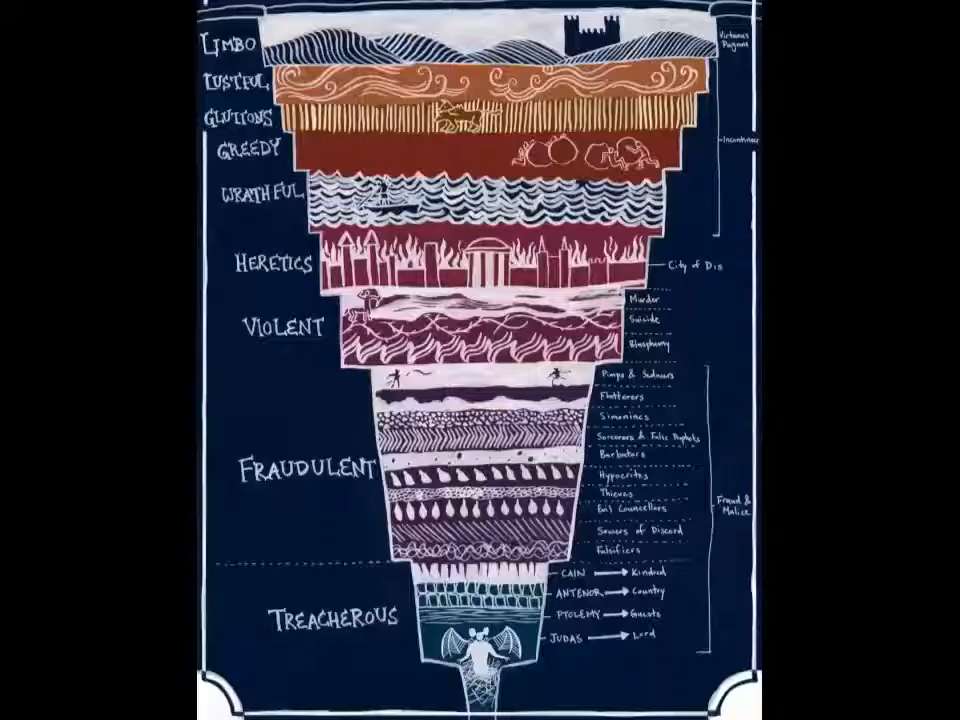 LIMBO
Virtuous
Pagans
LUSTFUL
GLUTTONS
Incontinence
GREEDY
WRATHFUL
HERETICS
City of Dis
Murder
VIOLENT
Suicide
Blasphemy
Pimps & Seducers
Flatterers
Simoniacs
Sorcerers & False Prophets
Barbators
FRAUDULENT
Hypocrites
Thieves
Evil Councellors
Fraud &
Malice
Sowers of Discord
Falsifiers
CAIN → Kindred
ANTENOR → Country
TREACHEROUS
PTOLEMY → Guests
JUDAS → Lord